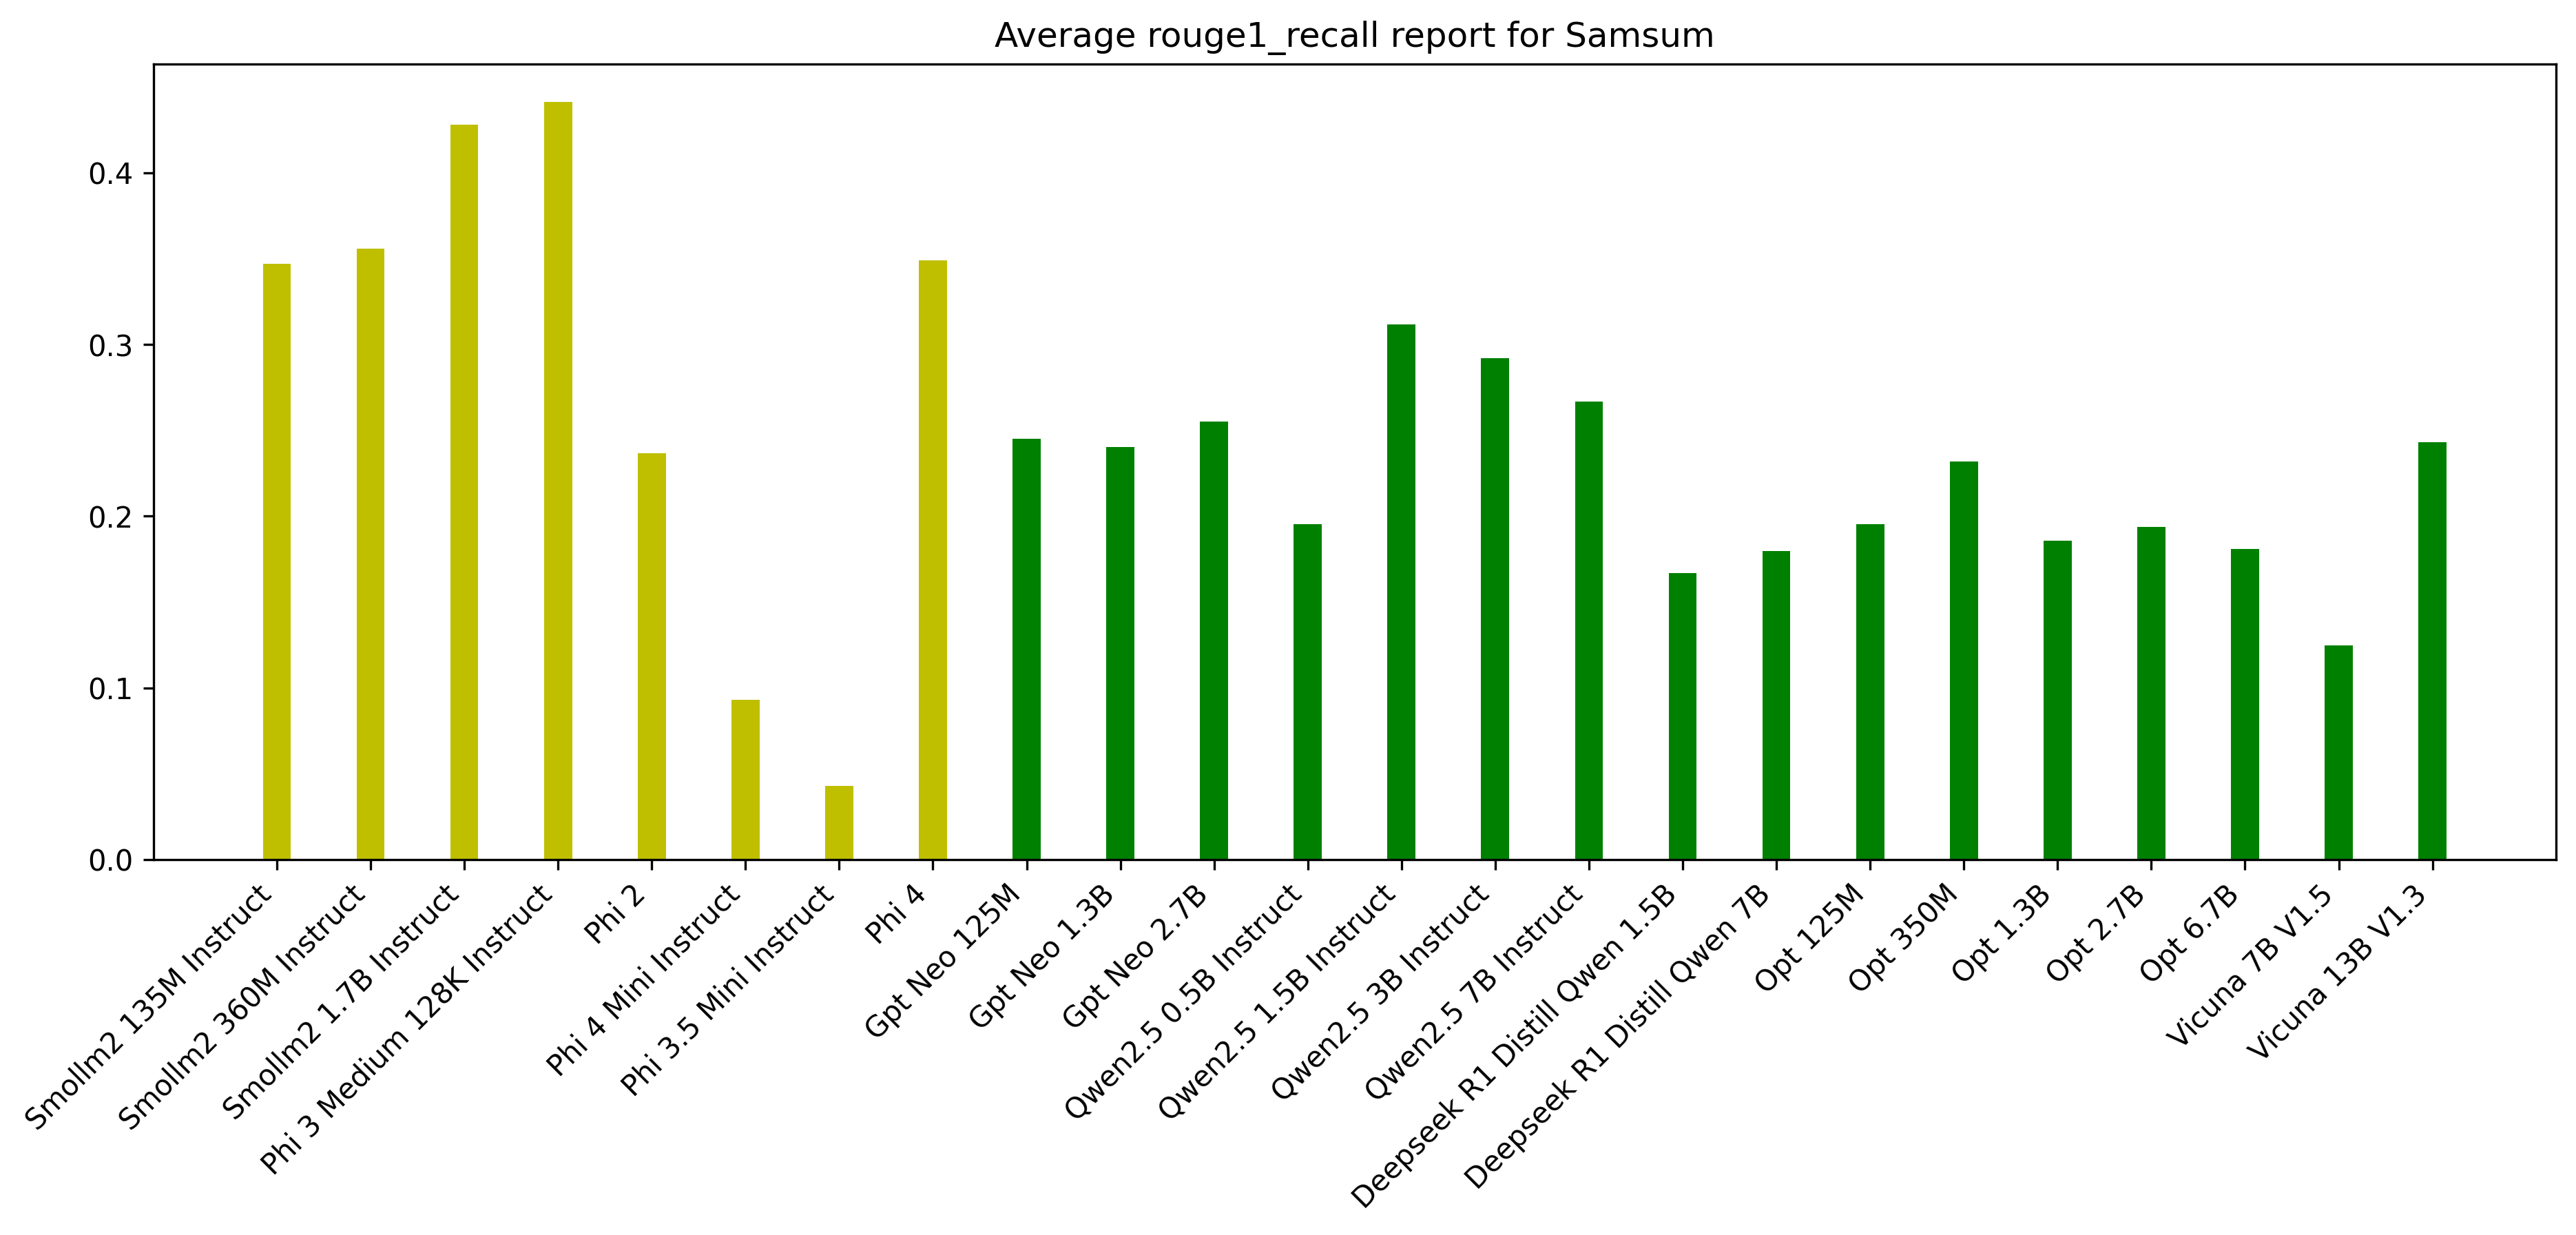 Average rouge1_recall report for Samsum
0.4
0.3
0.2
0.1
0.0
Smollm2 135M Instruct
Smollm2 360M Instruct
Smollm2 1.7B Instruct
Phi 3 Medium 128K Instruct
Phi 2
Phi 4 Mini Instruct
Phi 3.5 Mini Instruct
Phi 4
Gpt Neo 125M
Gpt Neo 1.3B
Gpt Neo 2.7B
Qwen2.5 0.5B Instruct
Qwen2.5 1.5B Instruct
Qwen2.5 3B Instruct
Qwen2.5 7B Instruct
Deepseek R1 Distill Qwen 1.5B
Deepseek R1 Distill Qwen 7B
Opt 125M
Opt 350M
Opt 1.3B
Opt 2.7B
Opt 6.7B
Vicuna 7B V1.5
Vicuna 13B V1.3